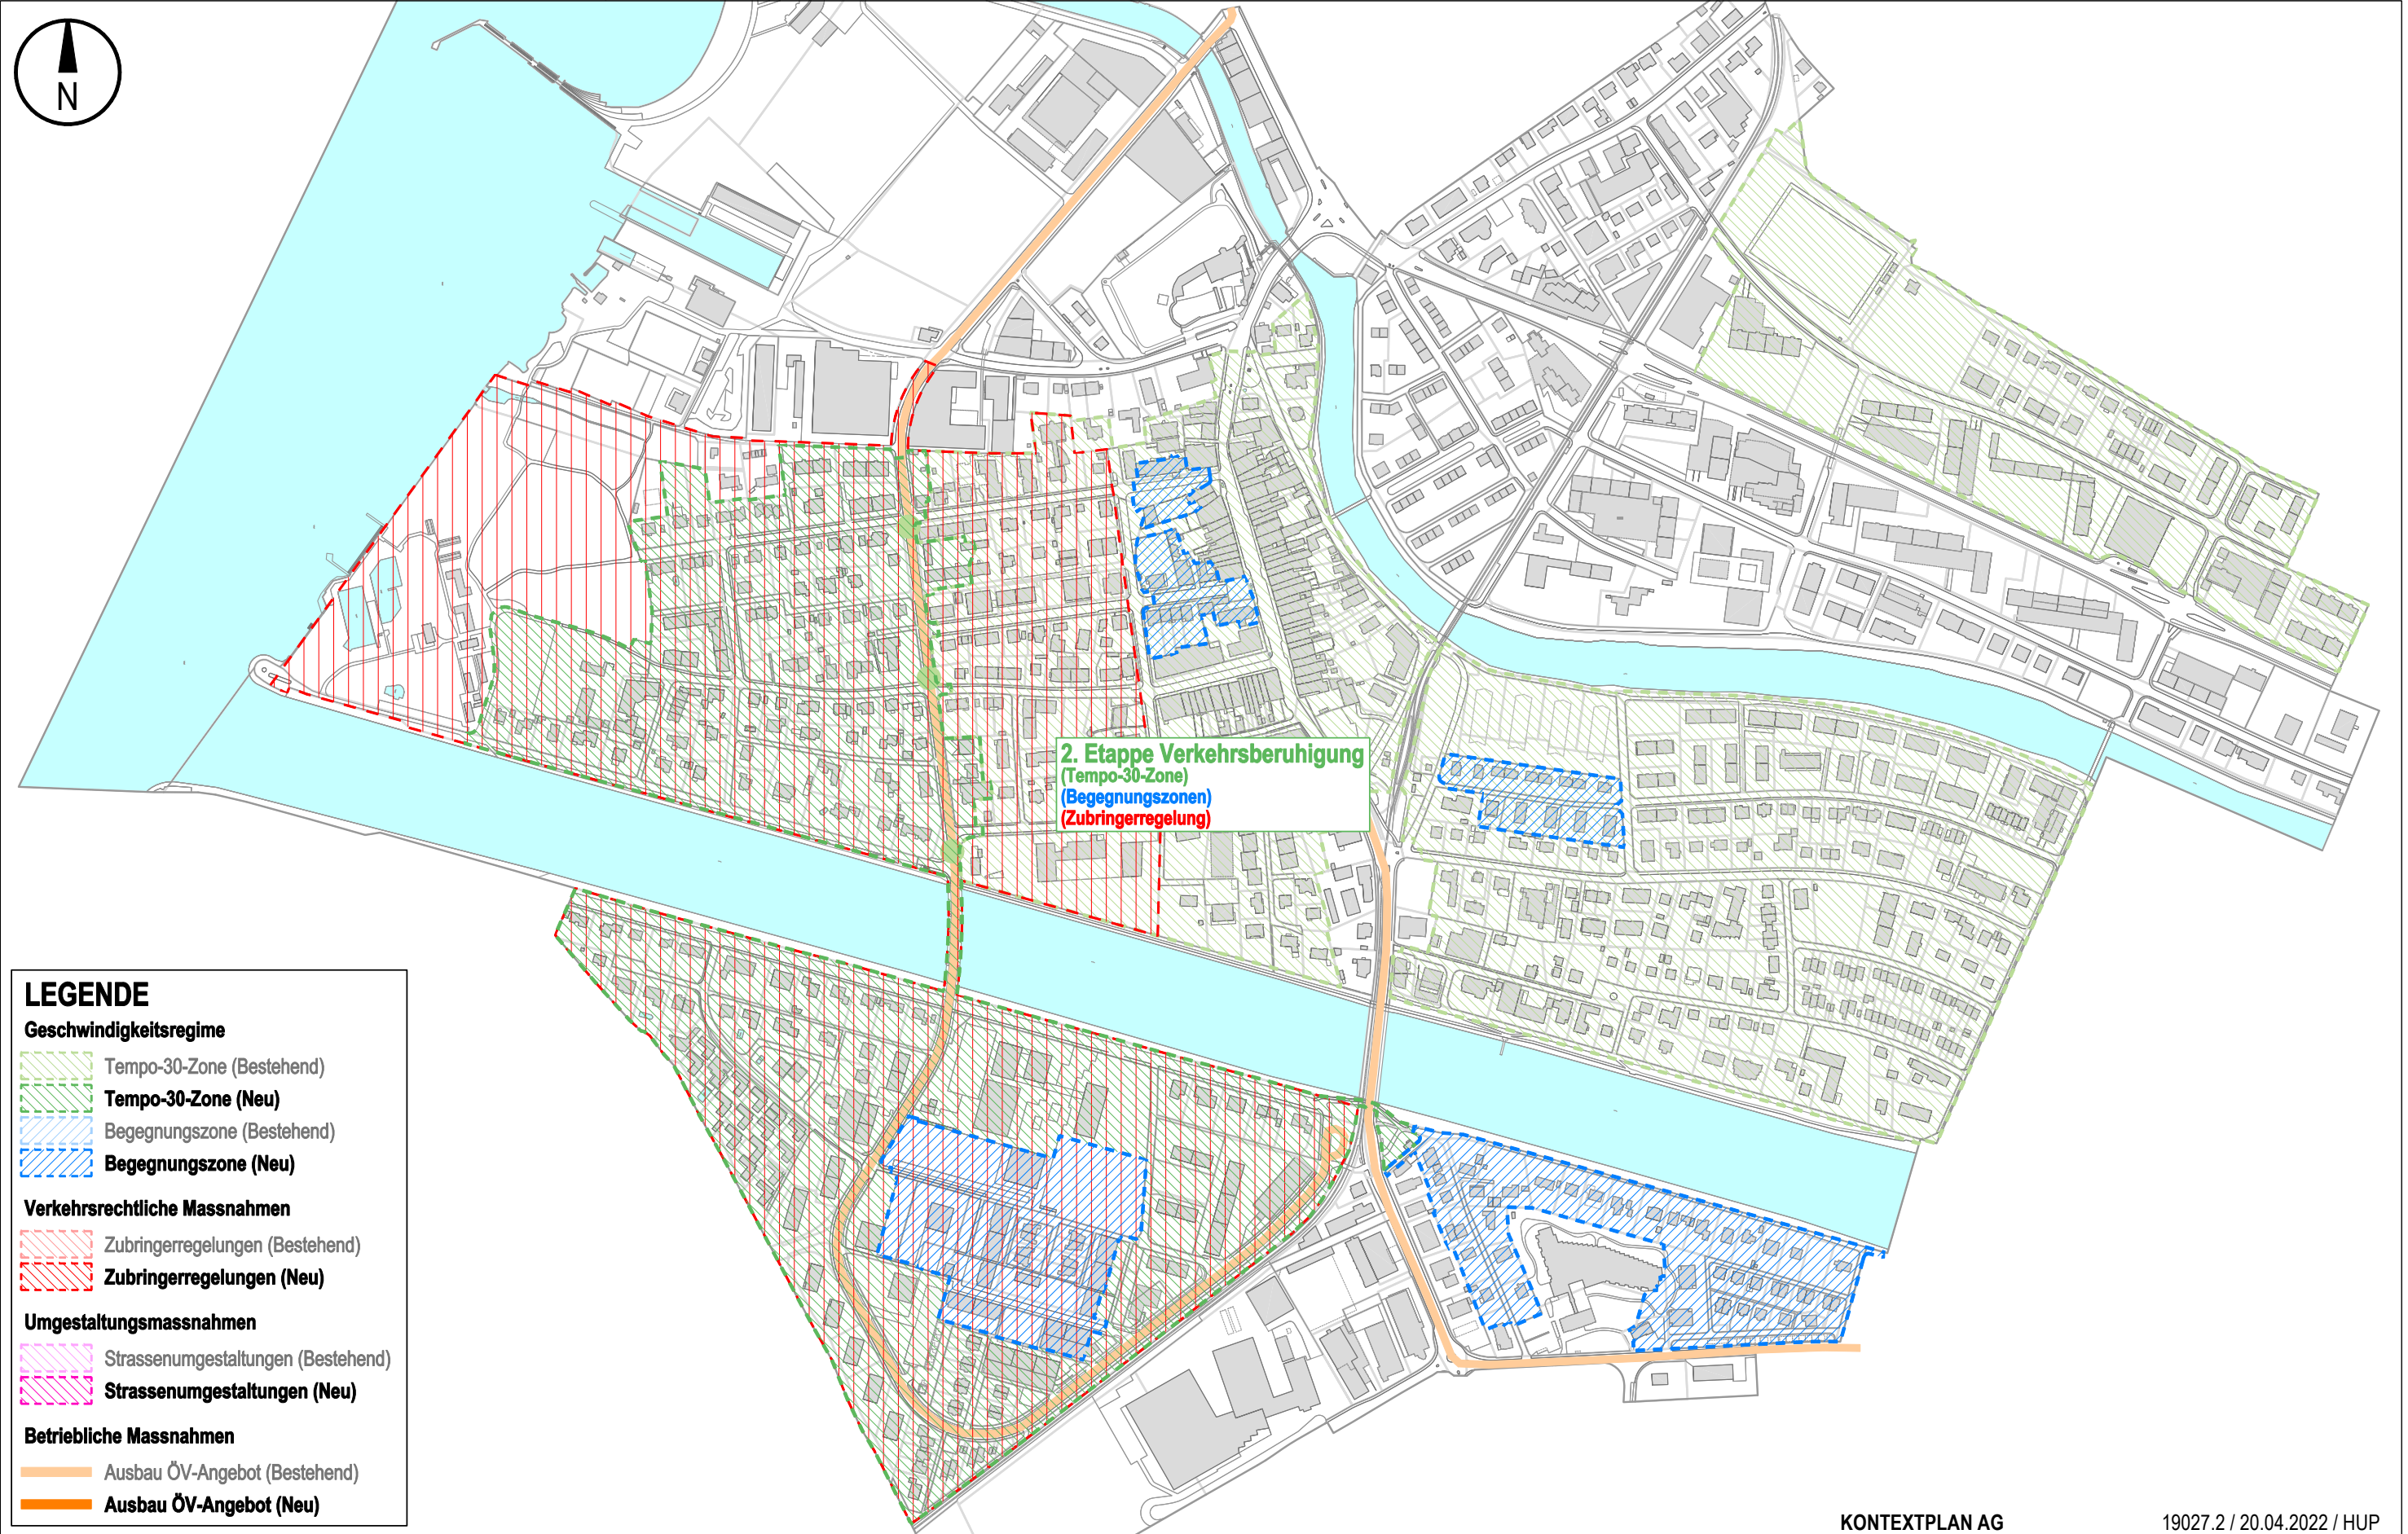 N
2. Etappe Verkehrsberuhigung
(Tempo-30-Zone)
(Begegnungszonen)
(Zubringerregelung)
LEGENDE
Geschwindigkeitsregime
Tempo-30-Zone (Bestehend)
Tempo-30-Zone (Neu)
Begegnungszone (Bestehend)
Begegnungszone (Neu)
Verkehrsrechtliche Massnahmen
Zubringerregelungen (Bestehend)
Zubringerregelungen (Neu)
Umgestaltungsmassnahmen
Strassenumgestaltungen (Bestehend)
Strassenumgestaltungen (Neu)
Betriebliche Massnahmen
Ausbau ÖV-Angebot (Bestehend)
Ausbau ÖV-Angebot (Neu)
KONTEXTPLAN AG 19027.2 / 20.04.2022 / HUP